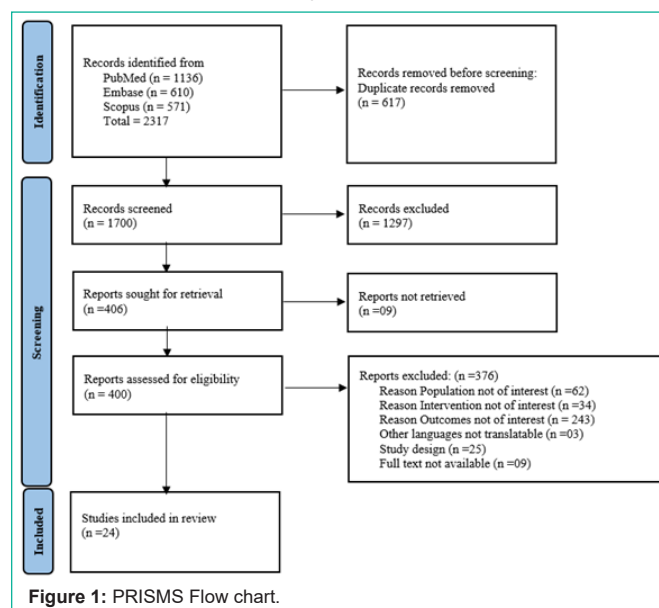 Identification
Records identified from
PubMed (n = 1136)
Embase (n = 610)
Scopus (n = 571)
Total = 2317
Records removed before screening:
Duplicate records removed
(n = 617)
Screening
Records screened
(n = 1700)
Records excluded
(n = 1297)
Reports sought for retrieval
(n =406)
Reports not retrieved
(n =09)
Reports assessed for eligibility
(n = 400)
Reports excluded: (n =376)
Reason Population not of interest (n =62)
Reason Intervention not of interest (n =34)
Reason Outcomes not of interest (n = 243)
Other languages not translatable (n =03)
Study design (n =25)
Full text not available (n =09)
Included
Studies included in review
(n =24)
Figure 1: PRISMS Flow chart.